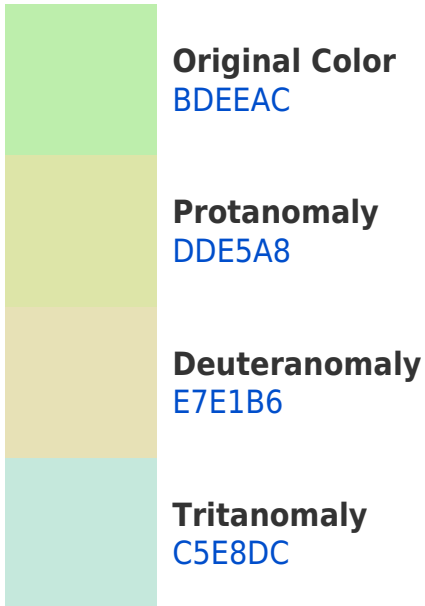 Original Color
BDEEAC
Protanomaly
DDE5A8
Deuteranomaly
E7E1B6
Tritanomaly
C5E8DC